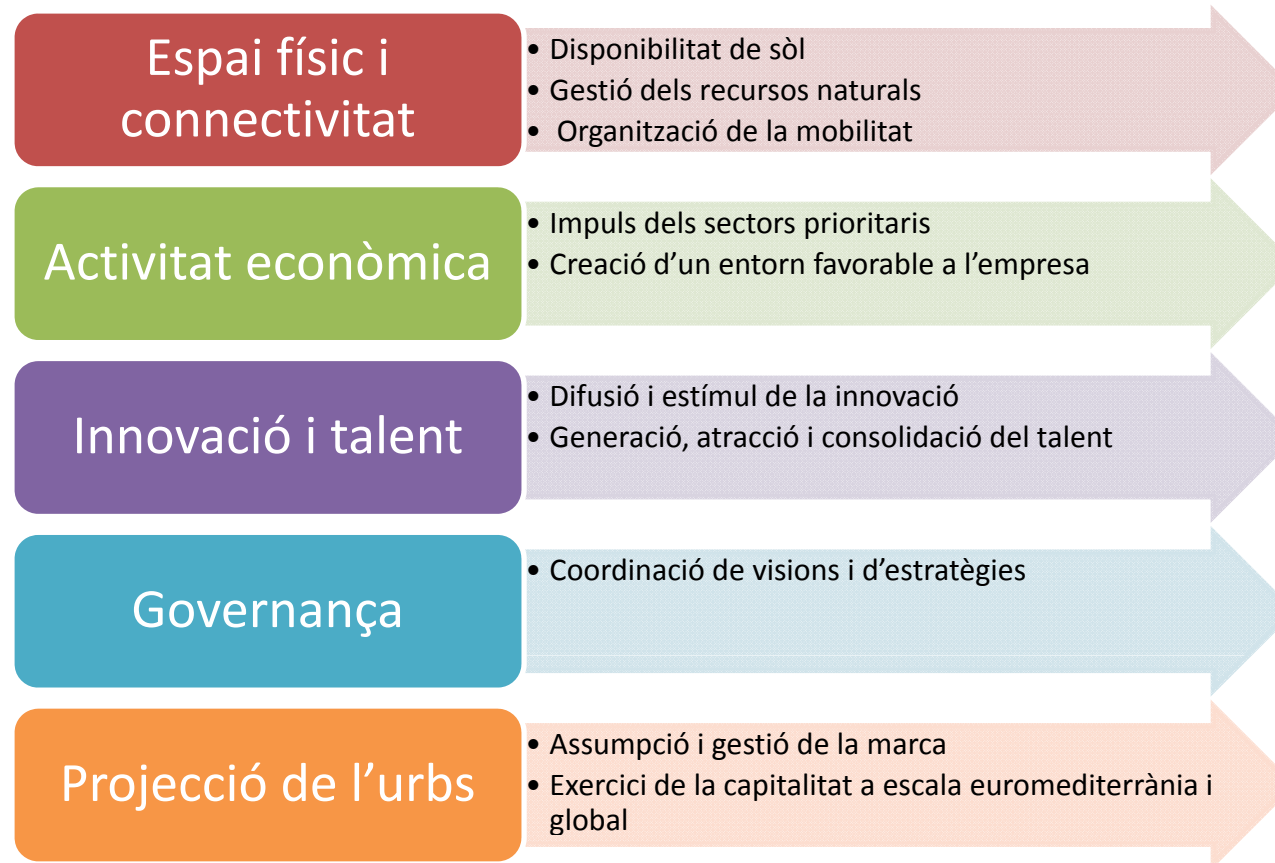 Espai físic i
connectivitat
• Disponibilitat de sòl
• Gestió dels recursos naturals
• Organització de la mobilitat
Activitat econòmica
• Impuls dels sectors prioritaris
• Creació d’un entorn favorable a l’empresa
Innovació i talent
• Difusió i estímul de la innovació
• Generació, atracció i consolidació del talent
Governança
• Coordinació de visions i d’estratègies
Projecció de l’urbs
• Assumpció i gestió de la marca
• Exercici de la capitalitat a escala euromediterrània i
global